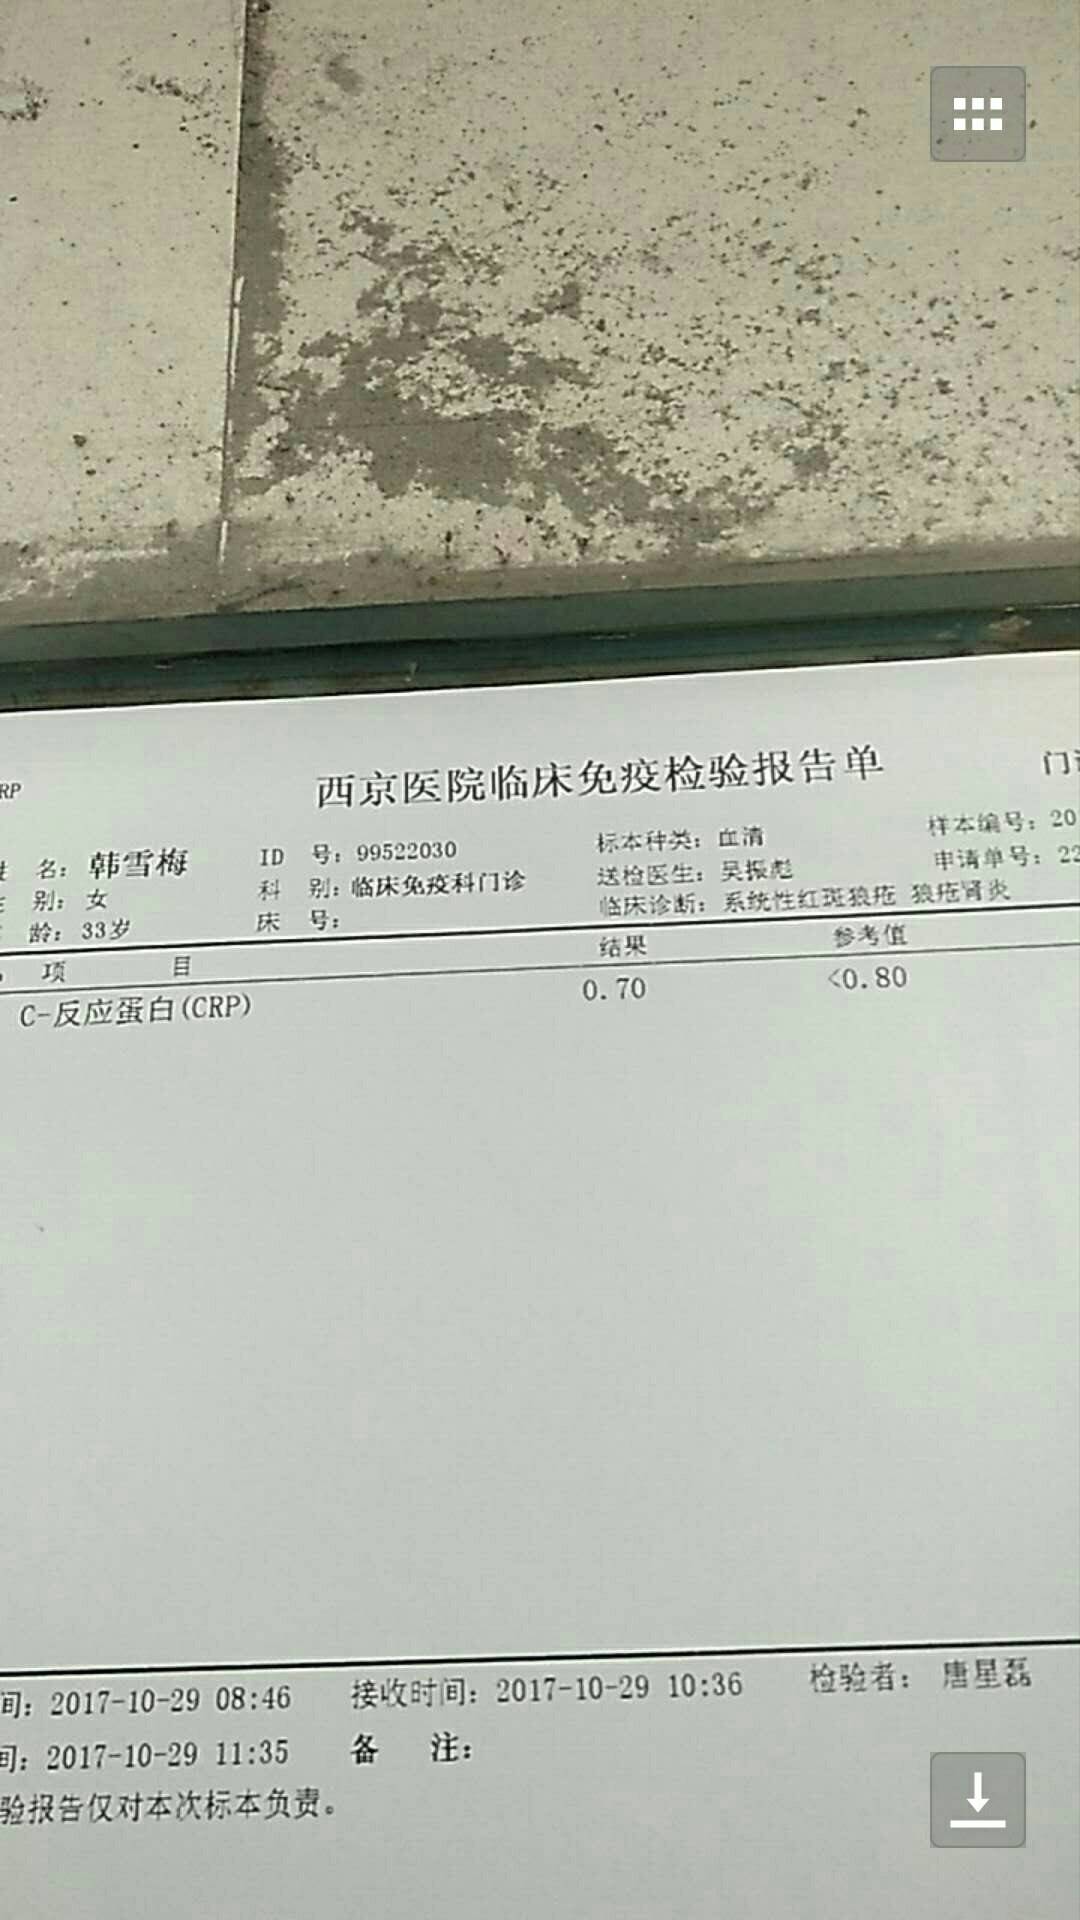 RP
西京医院临床免疫检验报告单
门
名：韩雪梅 ID 号：99522030 标本种类：血清 样本编号：20
别：女 科 别：临床免疫科门诊 送检医生：吴振彪 申请单号：22
龄：33岁 床 号： 临床诊断：系统性红斑狼疮 狼疮肾炎
项 目 结果 参考值
C-反应蛋白(CRP) 0.70 <0.80
间：2017-10-29 08:46 接收时间：2017-10-29 10:36 检验者：唐星磊
间：2017-10-29 11:35 备 注：
验报告仅对本次标本负责。